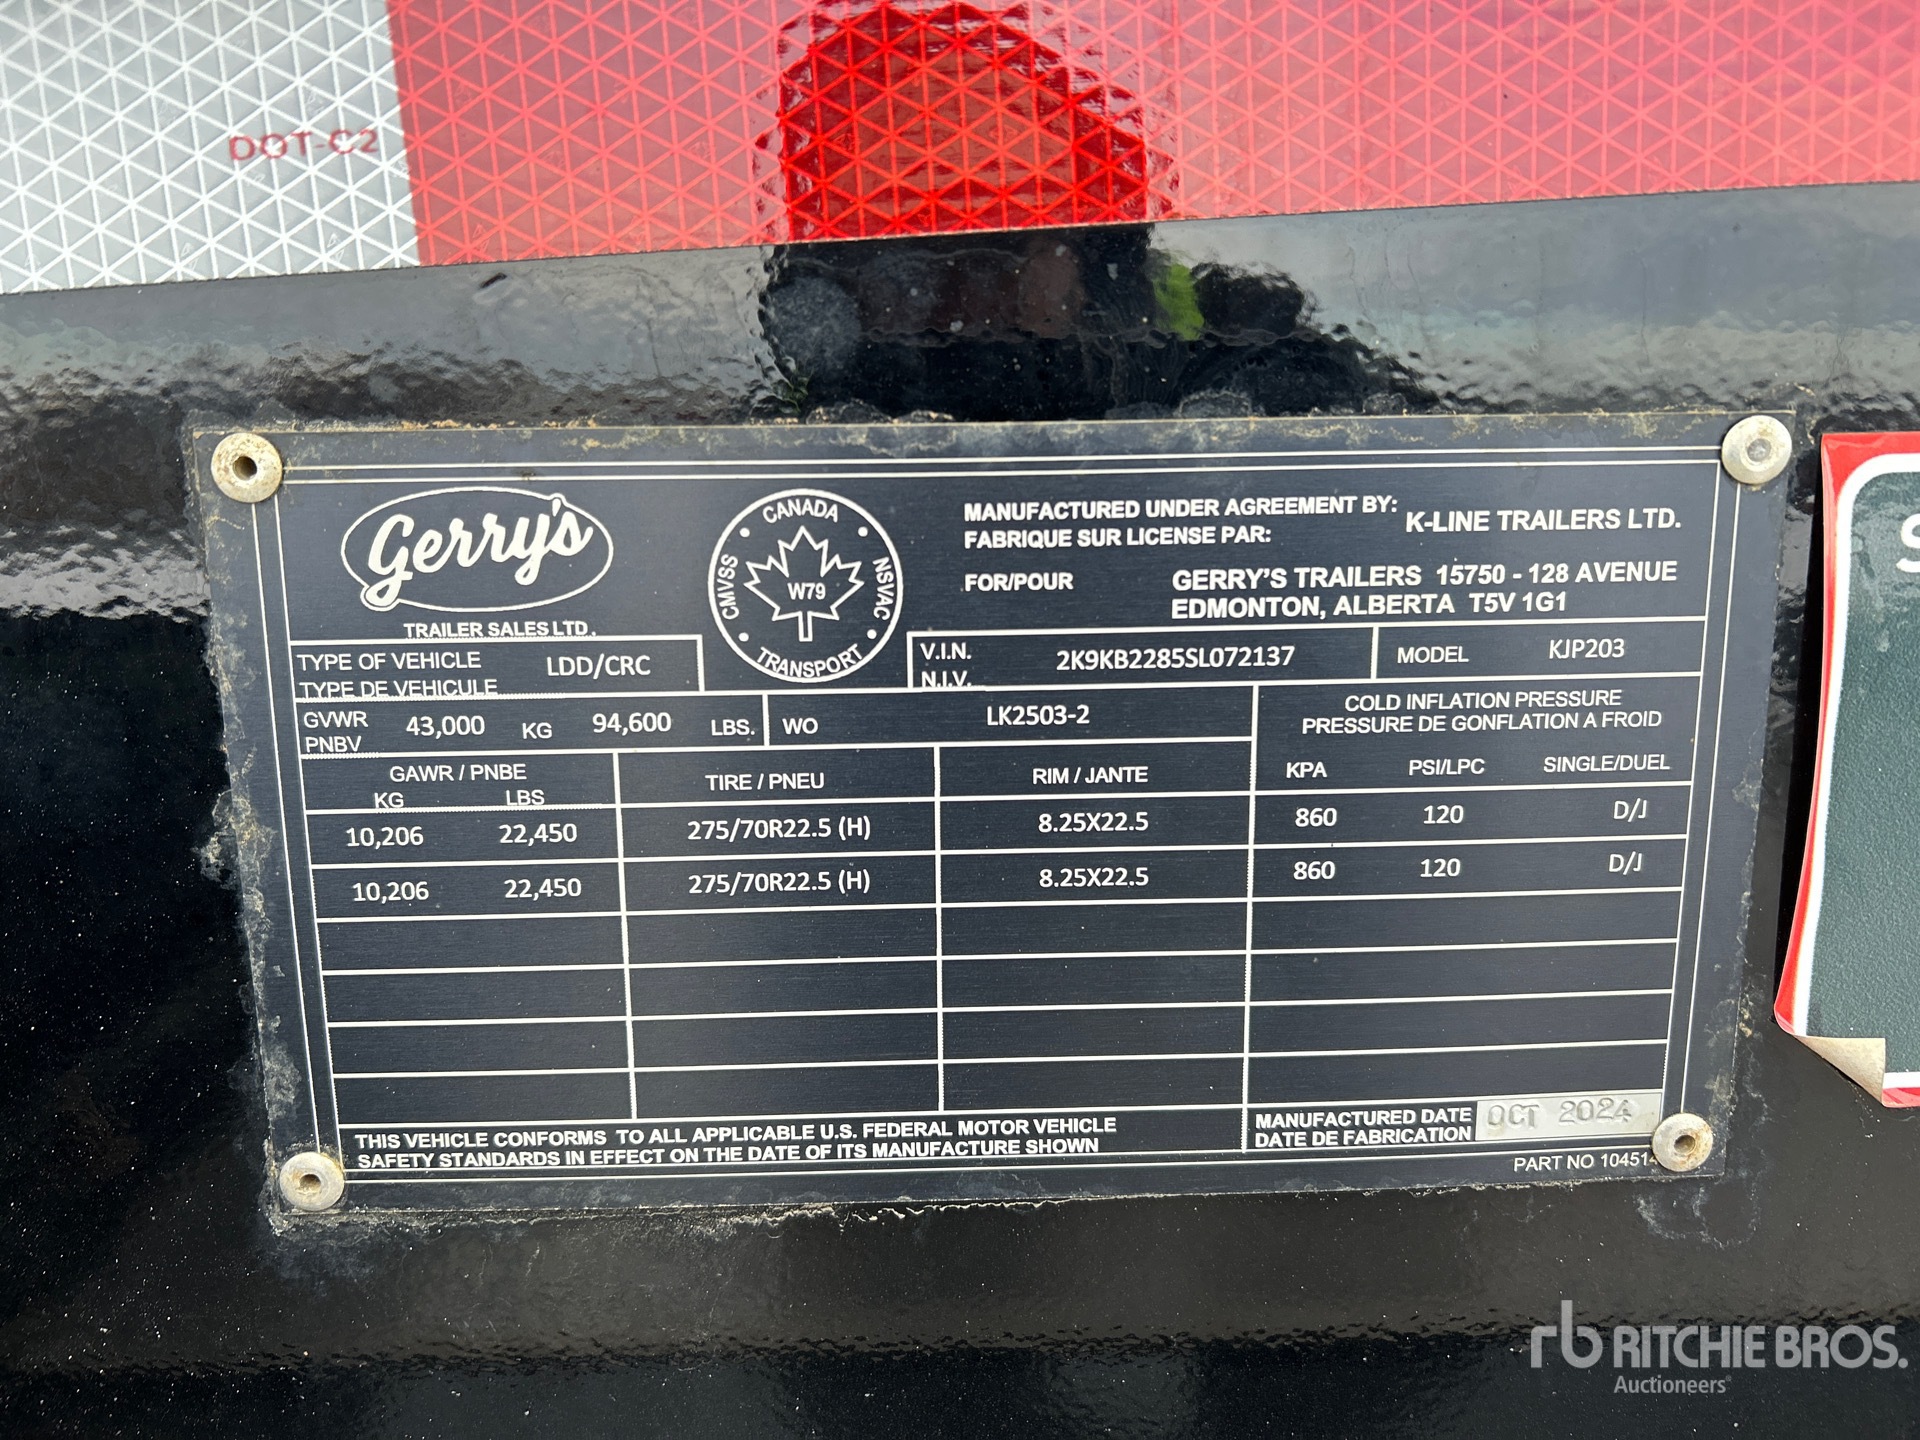 DOT-C2
Gerry's
TRAILER SALES LTD.
CANADA
CMVSS
NSVAC
W79
TRANSPORT
MANUFACTURED UNDER AGREEMENT BY: K-LINE TRAILERS LTD.
FABRIQUE SUR LICENSE PAR:
FOR/POUR GERRY'S TRAILERS 15750 - 128 AVENUE
EDMONTON, ALBERTA T5V 1G1
TYPE OF VEHICLE LDD/CRC
TYPE DE VEHICULE
V.I.N. 2K9KB2285SL072137 MODEL KJP203
N.I.V.
GVWR 43,000 KG 94,600 LBS. WO LK2503-2
PNBV
COLD INFLATION PRESSURE
PRESSURE DE GONFLATION A FROID
GAWR / PNBE TIRE / PNEU RIM / JANTE KPA PSI/LPC SINGLE/DUEL
KG LBS
10,206 22,450 275/70R22.5 (H) 8.25X22.5 860 120 D/J
10,206 22,450 275/70R22.5 (H) 8.25X22.5 860 120 D/J
THIS VEHICLE CONFORMS TO ALL APPLICABLE U.S. FEDERAL MOTOR VEHICLE
SAFETY STANDARDS IN EFFECT ON THE DATE OF ITS MANUFACTURE SHOWN
MANUFACTURED DATE OCT 2024
DATE DE FABRICATION
PART NO 104514
rb RITCHIE BROS.
Auctioneers